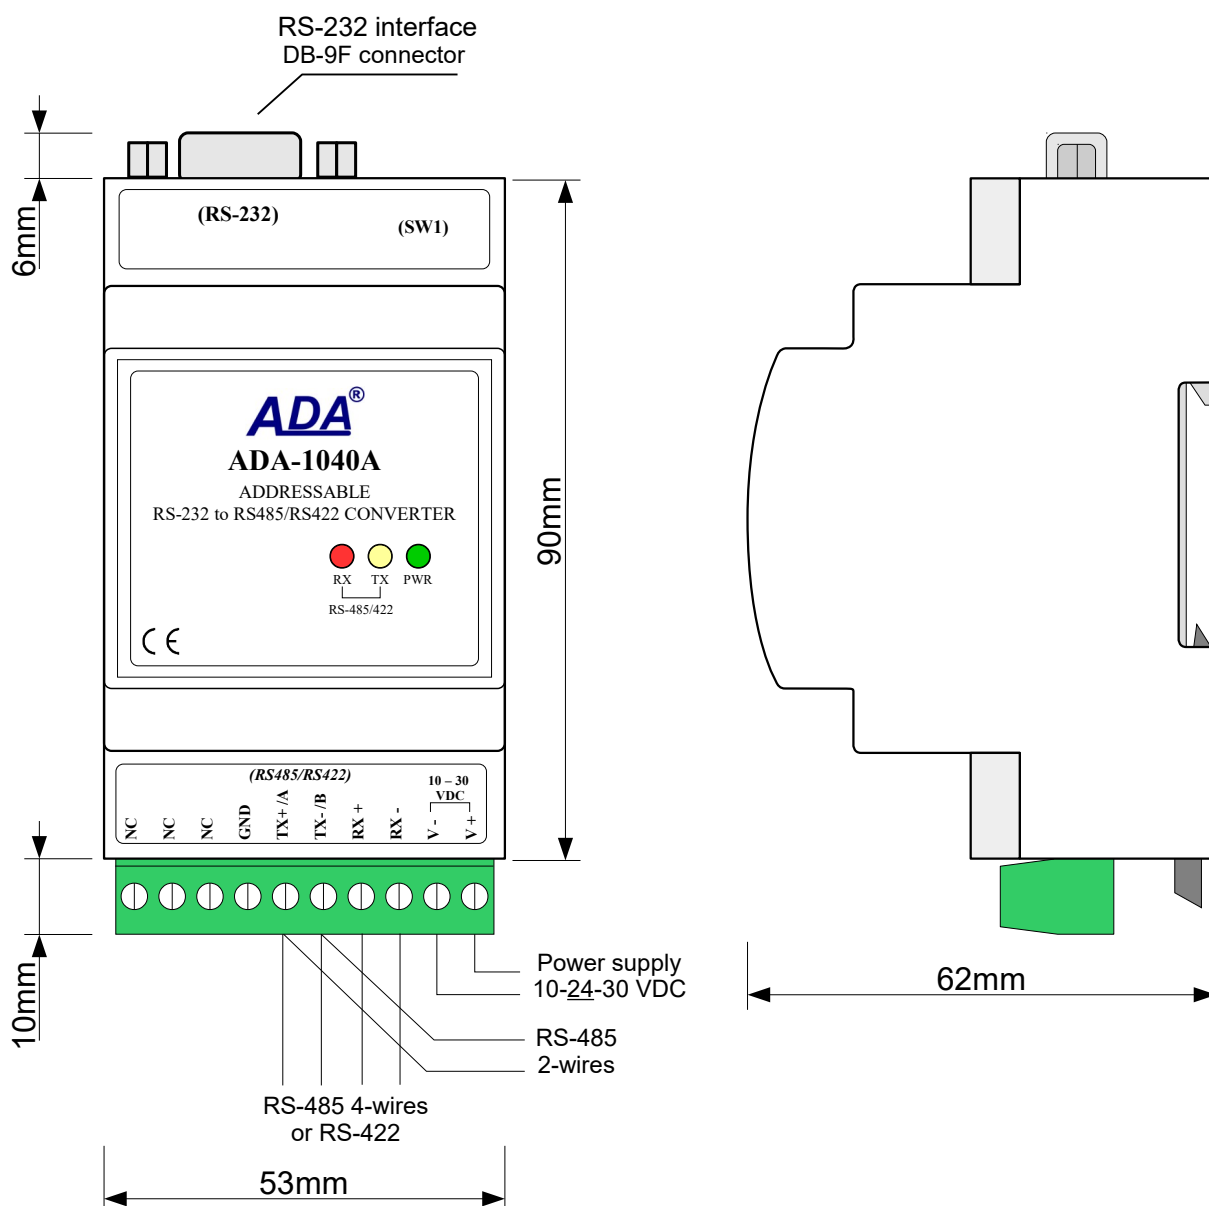 RS-232 interface
DB-9F connector
6mm
(RS-232)
(SW1)
ADA®
ADA-1040A
ADDRESSABLE
RS-232 to RS485/RS422 CONVERTER
RX TX PWR
RS-485/422
CE
90mm
(RS485/RS422)
10 – 30
VDC
NC
NC
NC
GND
TX+ /A
TX- /B
RX +
RX -
V -
V +
10mm
Power supply
10-24-30 VDC
RS-485
2-wires
RS-485 4-wires
or RS-422
53mm
62mm